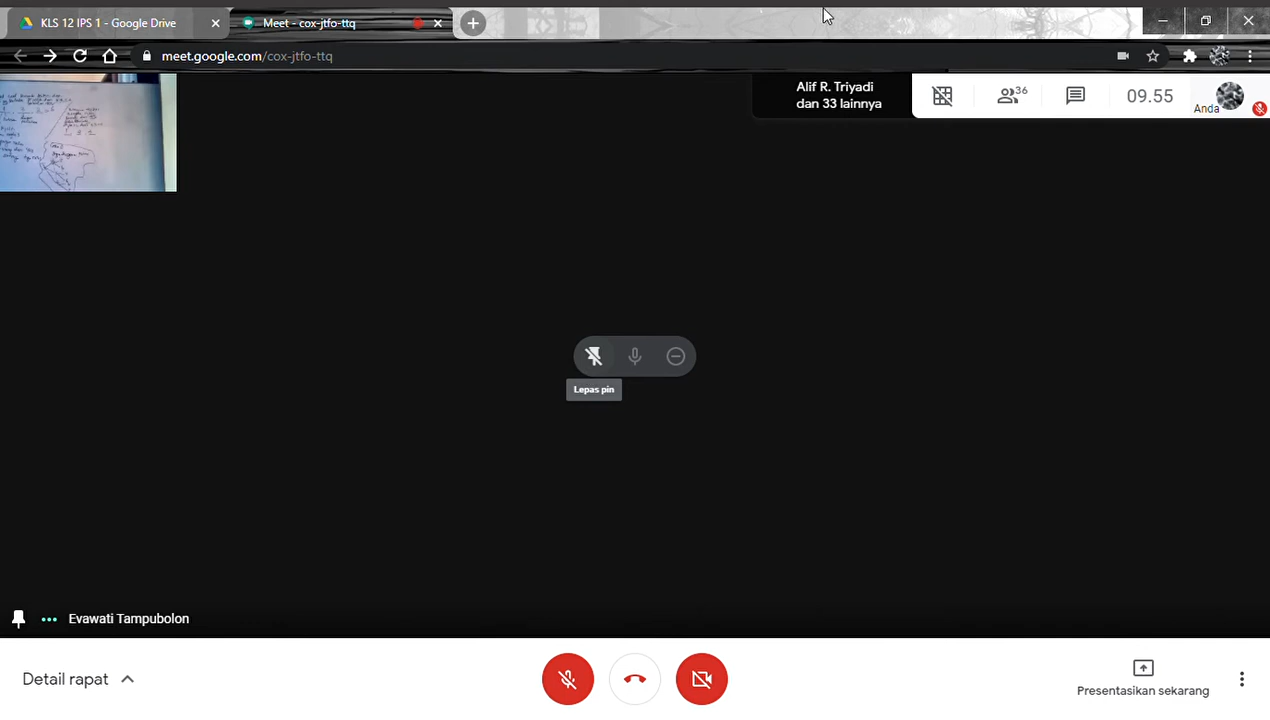 KLS 12 IPS 1 - Google Drive
Meet - cox-jtfo-ttq
meet.google.com/cox-jtfo-ttq
Alif R. Triyadi
dan 33 lainnya
36
09.55
Anda
Lepas pin
Evawati Tampubolon
Detail rapat
Presentasikan sekarang